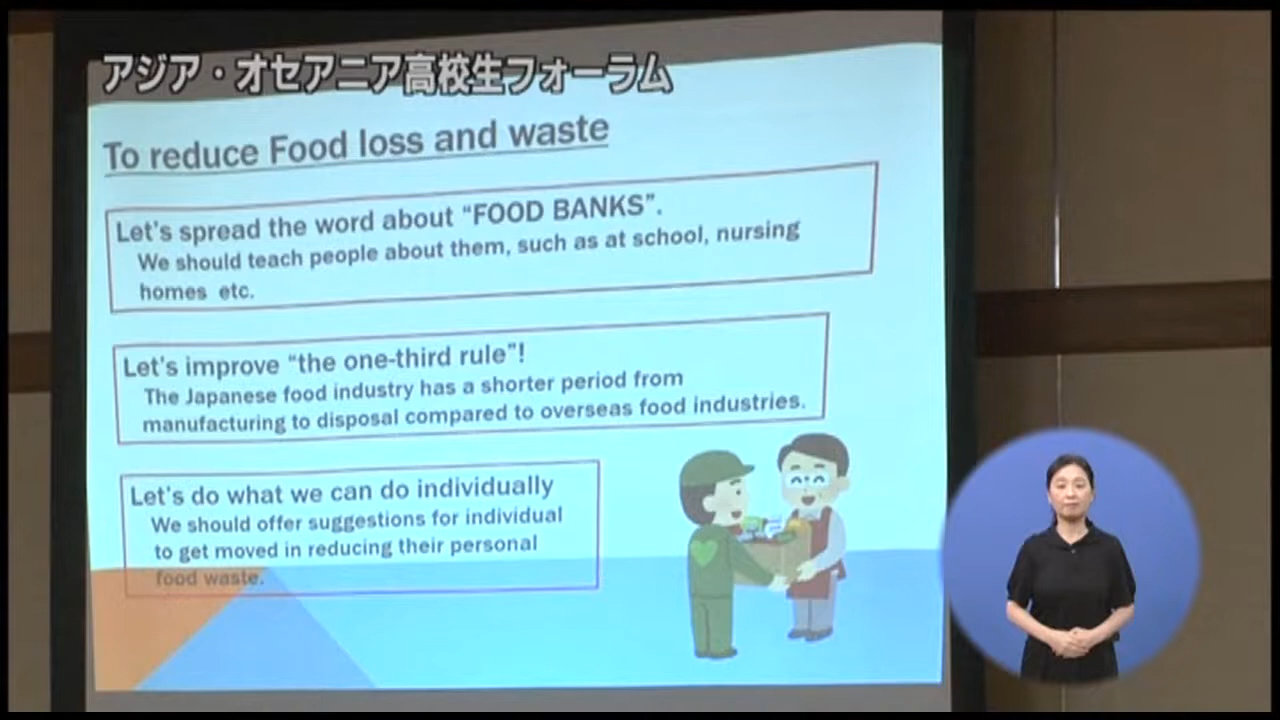 アジア・オセアニア高校生フォーラム
To reduce Food loss and waste
Let's spread the word about “FOOD BANKS”.
We should teach people about them, such as at school, nursing
homes etc.
Let's improve “the one-third rule”!
The Japanese food industry has a shorter period from
manufacturing to disposal compared to overseas food industries.
Let's do what we can do individually
We should offer suggestions for individual
to get moved in reducing their personal
food waste.